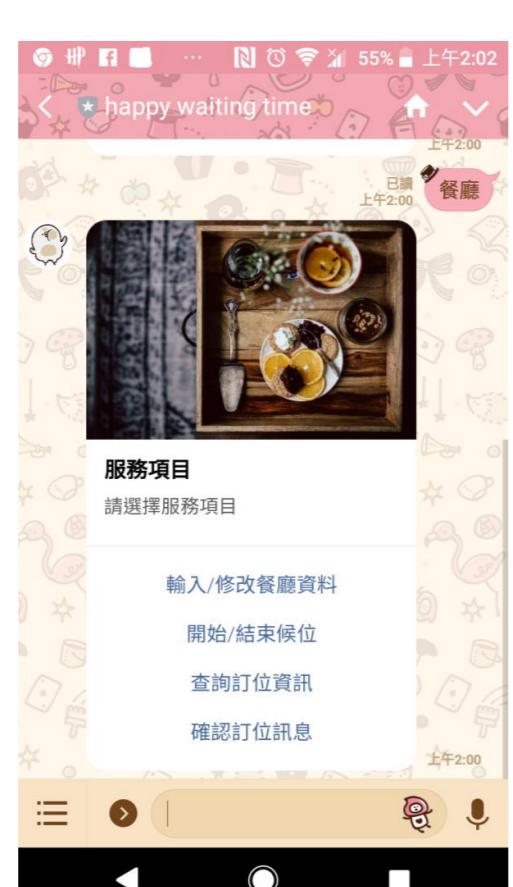 55% 上午2:02
happy waiting time
上午2:00
已讀
上午2:00
餐廳
服務項目
請選擇服務項目
輸入/修改餐廳資料
開始/結束候位
查詢訂位資訊
確認訂位訊息
上午2:00